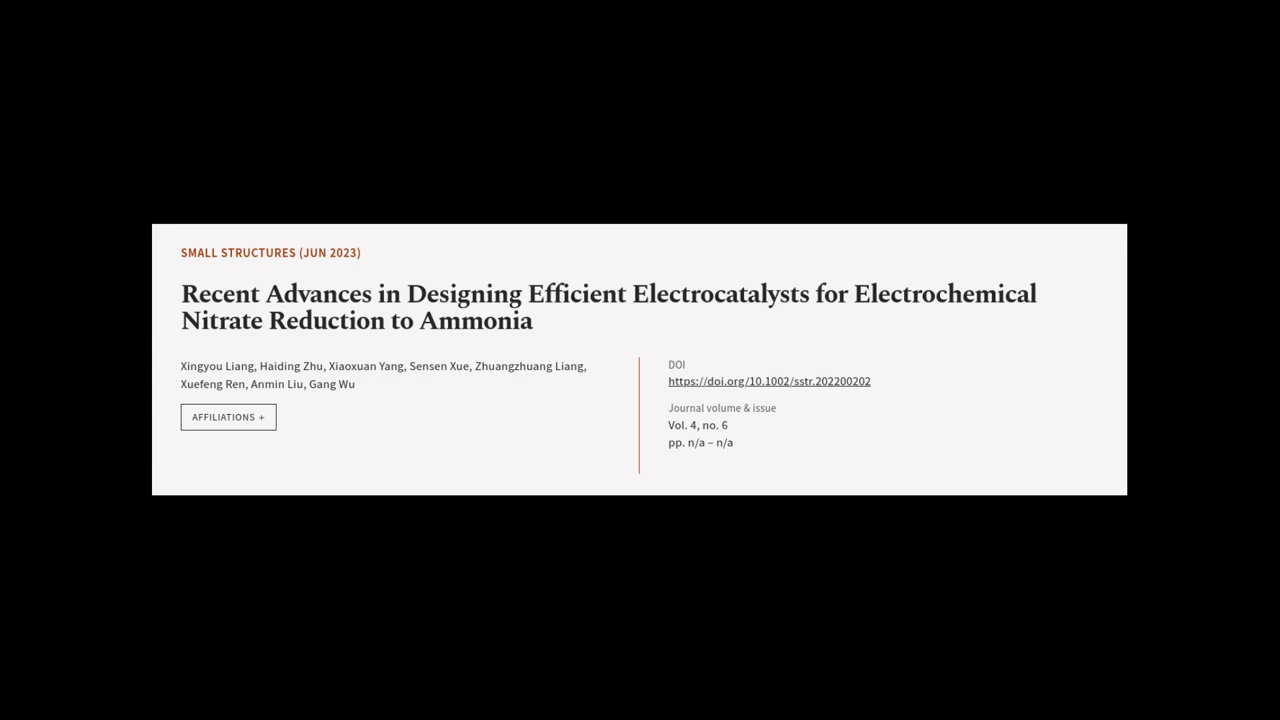 SMALL STRUCTURES (JUN 2023)
Recent Advances in Designing Efficient Electrocatalysts for Electrochemical
Nitrate Reduction to Ammonia
Xingyou Liang, Haiding Zhu, Xiaoxuan Yang, Sensen Xue, Zhuangzhuang Liang,
Xuefeng Ren, Anmin Liu, Gang Wu
AFFILIATIONS +
DOI
https://doi.org/10.1002/sstr.202200202
Journal volume & issue
Vol. 4, no. 6
pp. n/a – n/a